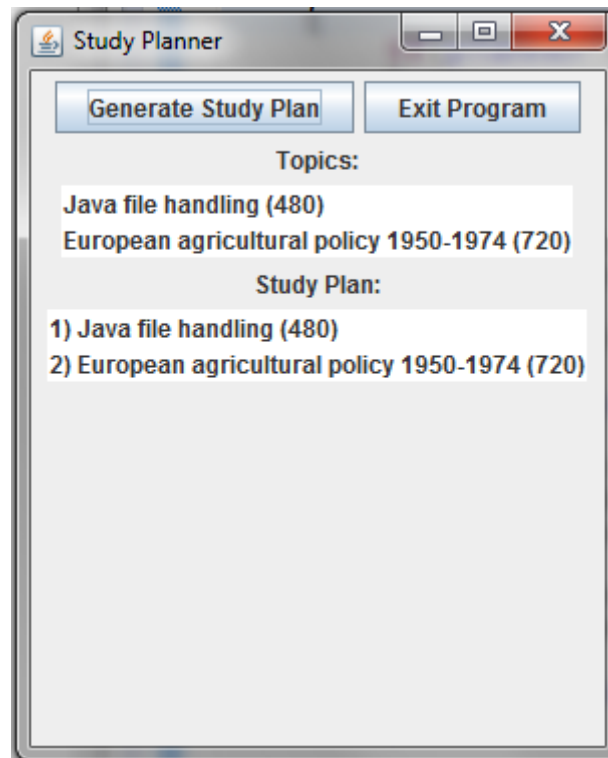 Study Planner
Generate Study Plan Exit Program
Topics:
Java file handling (480)
European agricultural policy 1950-1974 (720)
Study Plan:
1) Java file handling (480)
2) European agricultural policy 1950-1974 (720)